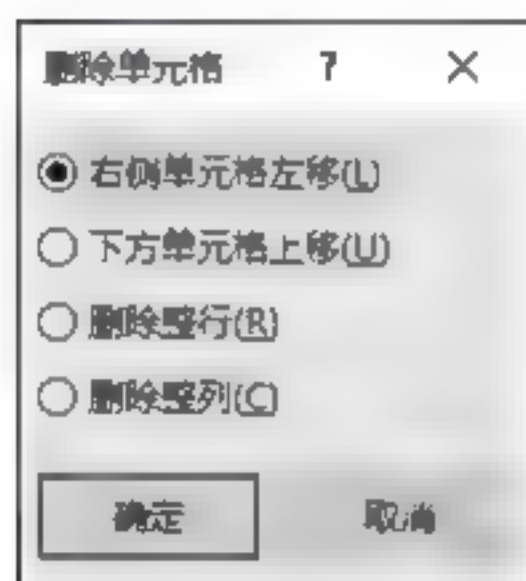 删除单元格 ? ×
右侧单元格左移(L)
下方单元格上移(U)
删除整行(R)
删除整列(C)
确定 取消